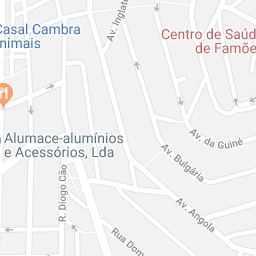 Casal Cambra
nimais
Av. Inglate
Centro de Saúd
de Famõe
Alumace-alumínios
e Acessórios, Lda
Av. da Guiné
Av. Bulgária
R. Diogo Cão
Av. Angola
Rua Dom